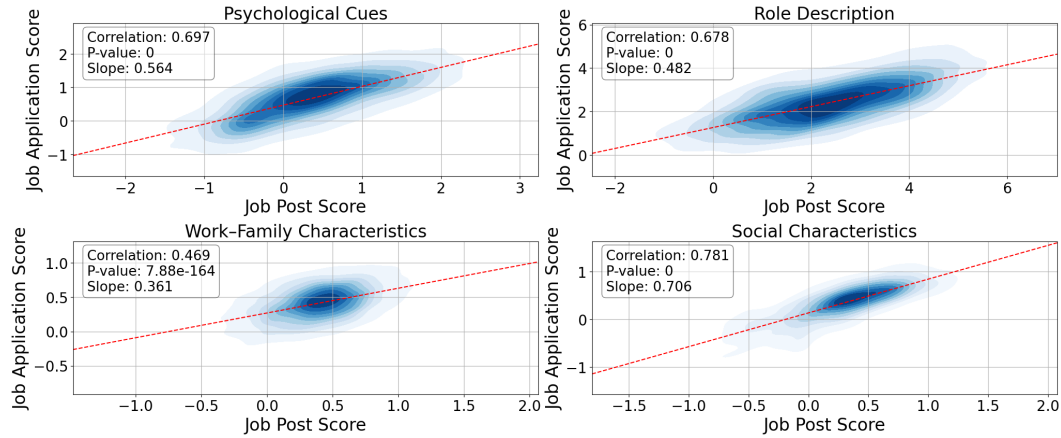 Psychological Cues
Correlation: 0.697
P-value: 0
Slope: 0.564
Job Application Score
2
1
0
−1
−2
−1
0
1
2
3
Job Post Score
Role Description
Correlation: 0.678
P-value: 0
Slope: 0.482
Job Application Score
6
4
2
0
−2
0
2
4
6
Job Post Score
Work–Family Characteristics
Correlation: 0.469
P-value: 7.88e-164
Slope: 0.361
Job Application Score
1.0
0.5
0.0
−0.5
−1.0
−0.5
0.0
0.5
1.0
1.5
2.0
Job Post Score
Social Characteristics
Correlation: 0.781
P-value: 0
Slope: 0.706
Job Application Score
1
0
−1
−1.5
−1.0
−0.5
0.0
0.5
1.0
1.5
2.0
Job Post Score